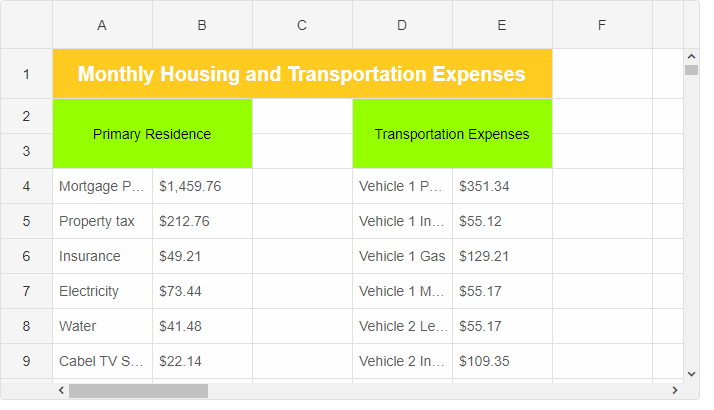 A B C D E F
1 Monthly Housing and Transportation Expenses
2
Primary Residence Transportation Expenses
3
4 Mortgage P... $1,459.76 Vehicle 1 P... $351.34
5 Property tax $212.76 Vehicle 1 In... $55.12
6 Insurance $49.21 Vehicle 1 Gas $129.21
7 Electricity $73.44 Vehicle 1 M... $55.17
8 Water $41.48 Vehicle 2 Le... $55.17
9 Cabel TV S... $22.14 Vehicle 2 In... $109.35